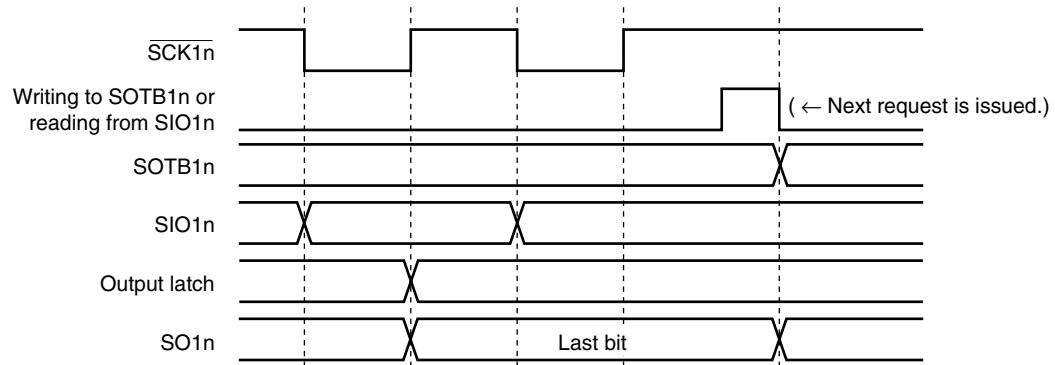 SCK1n
Writing to SOTB1n or
reading from SIO1n
( ← Next request is issued.)
SOTB1n
SIO1n
Output latch
SO1n
Last bit